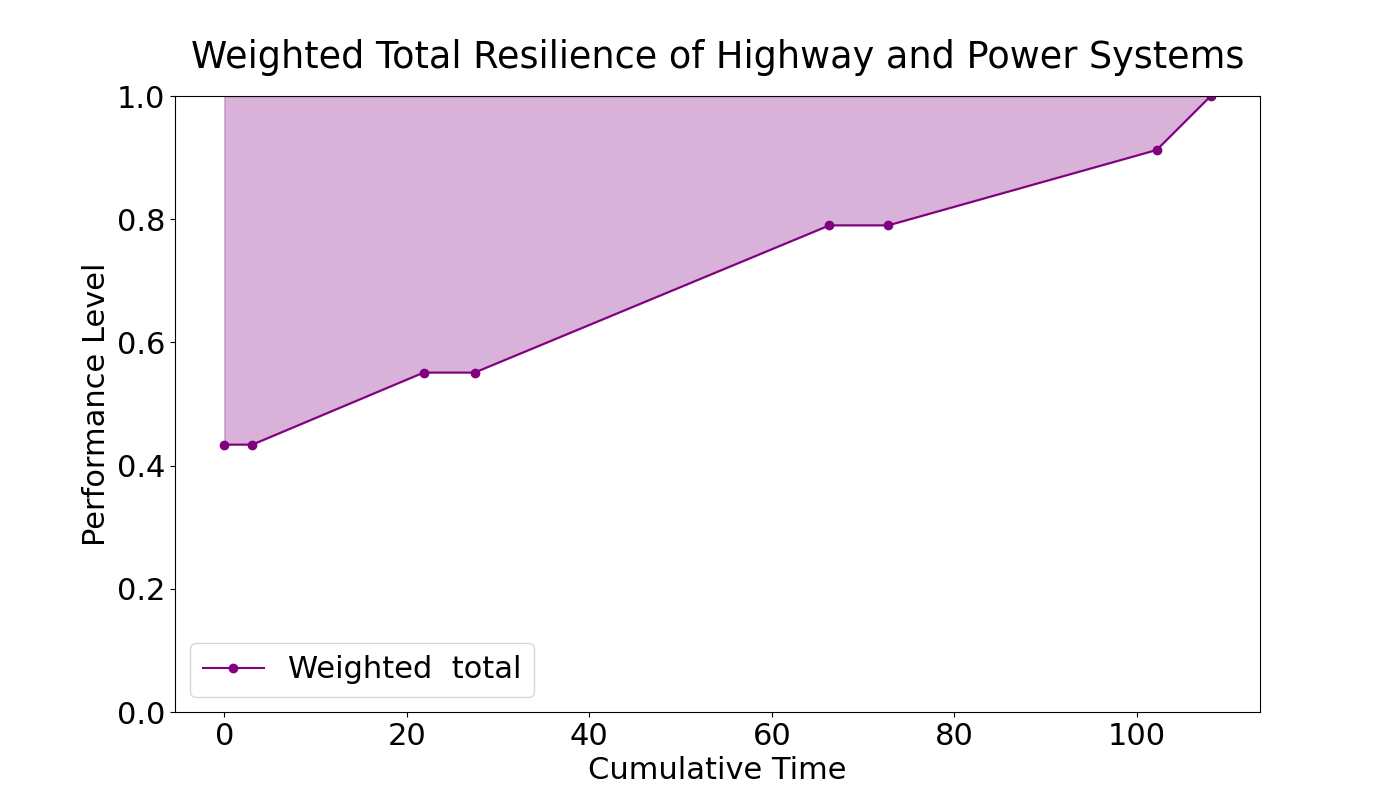 Weighted Total Resilience of Highway and Power Systems
1.0
0.8
0.6
0.4
0.2
0.0
Performance Level
Weighted  total
0 20 40 60 80 100
Cumulative Time